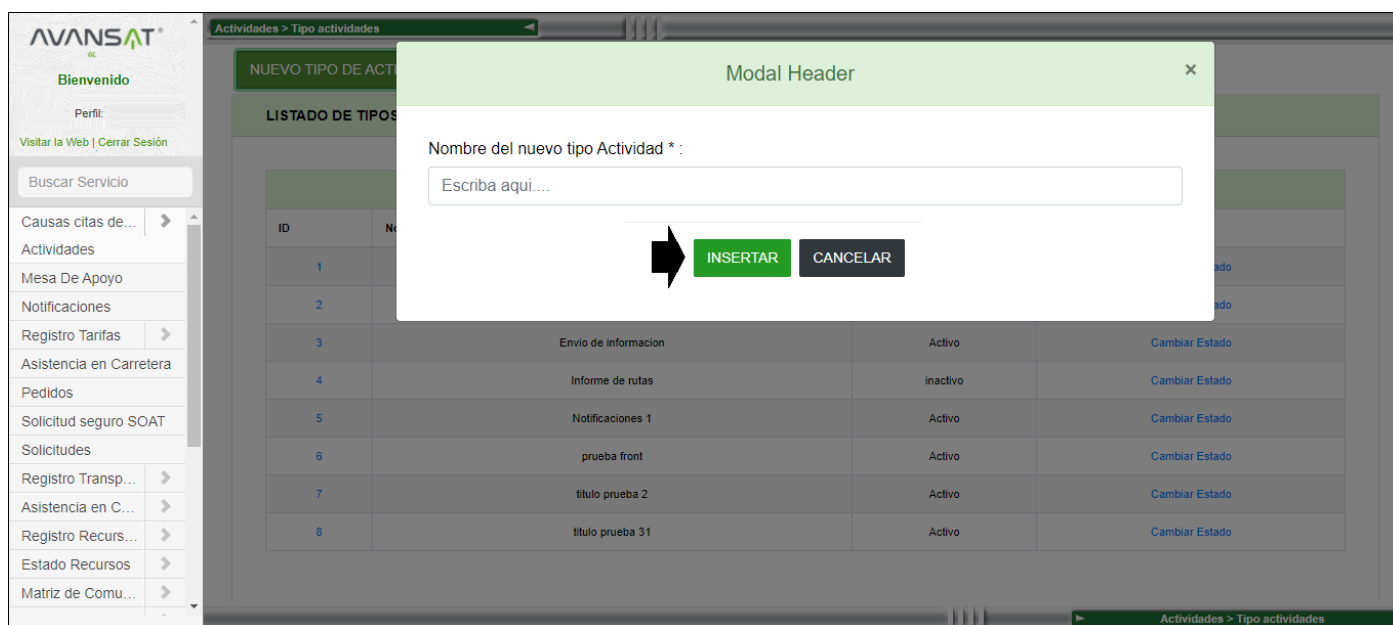 AVANSAT
GL
Bienvenido
Perfil:
Visitar la Web | Cerrar Sesión
Buscar Servicio
Causas citas de...
Actividades
Mesa De Apoyo
Notificaciones
Registro Tarifas
Asistencia en Carretera
Pedidos
Solicitud seguro SOAT
Solicitudes
Registro Transp...
Asistencia en C...
Registro Recurs...
Estado Recursos
Matriz de Comu...
Actividades > Tipo actividades
NUEVO TIPO DE ACTI
LISTADO DE TIPOS
Modal Header ×
Nombre del nuevo tipo Actividad * :
Escriba aqui....
INSERTAR CANCELAR
ID
1
2
3 Envio de informacion Activo Cambiar Estado
4 Informe de rutas inactivo Cambiar Estado
5 Notificaciones 1 Activo Cambiar Estado
6 prueba front Activo Cambiar Estado
7 titulo prueba 2 Activo Cambiar Estado
8 titulo prueba 31 Activo Cambiar Estado
Actividades > Tipo actividades